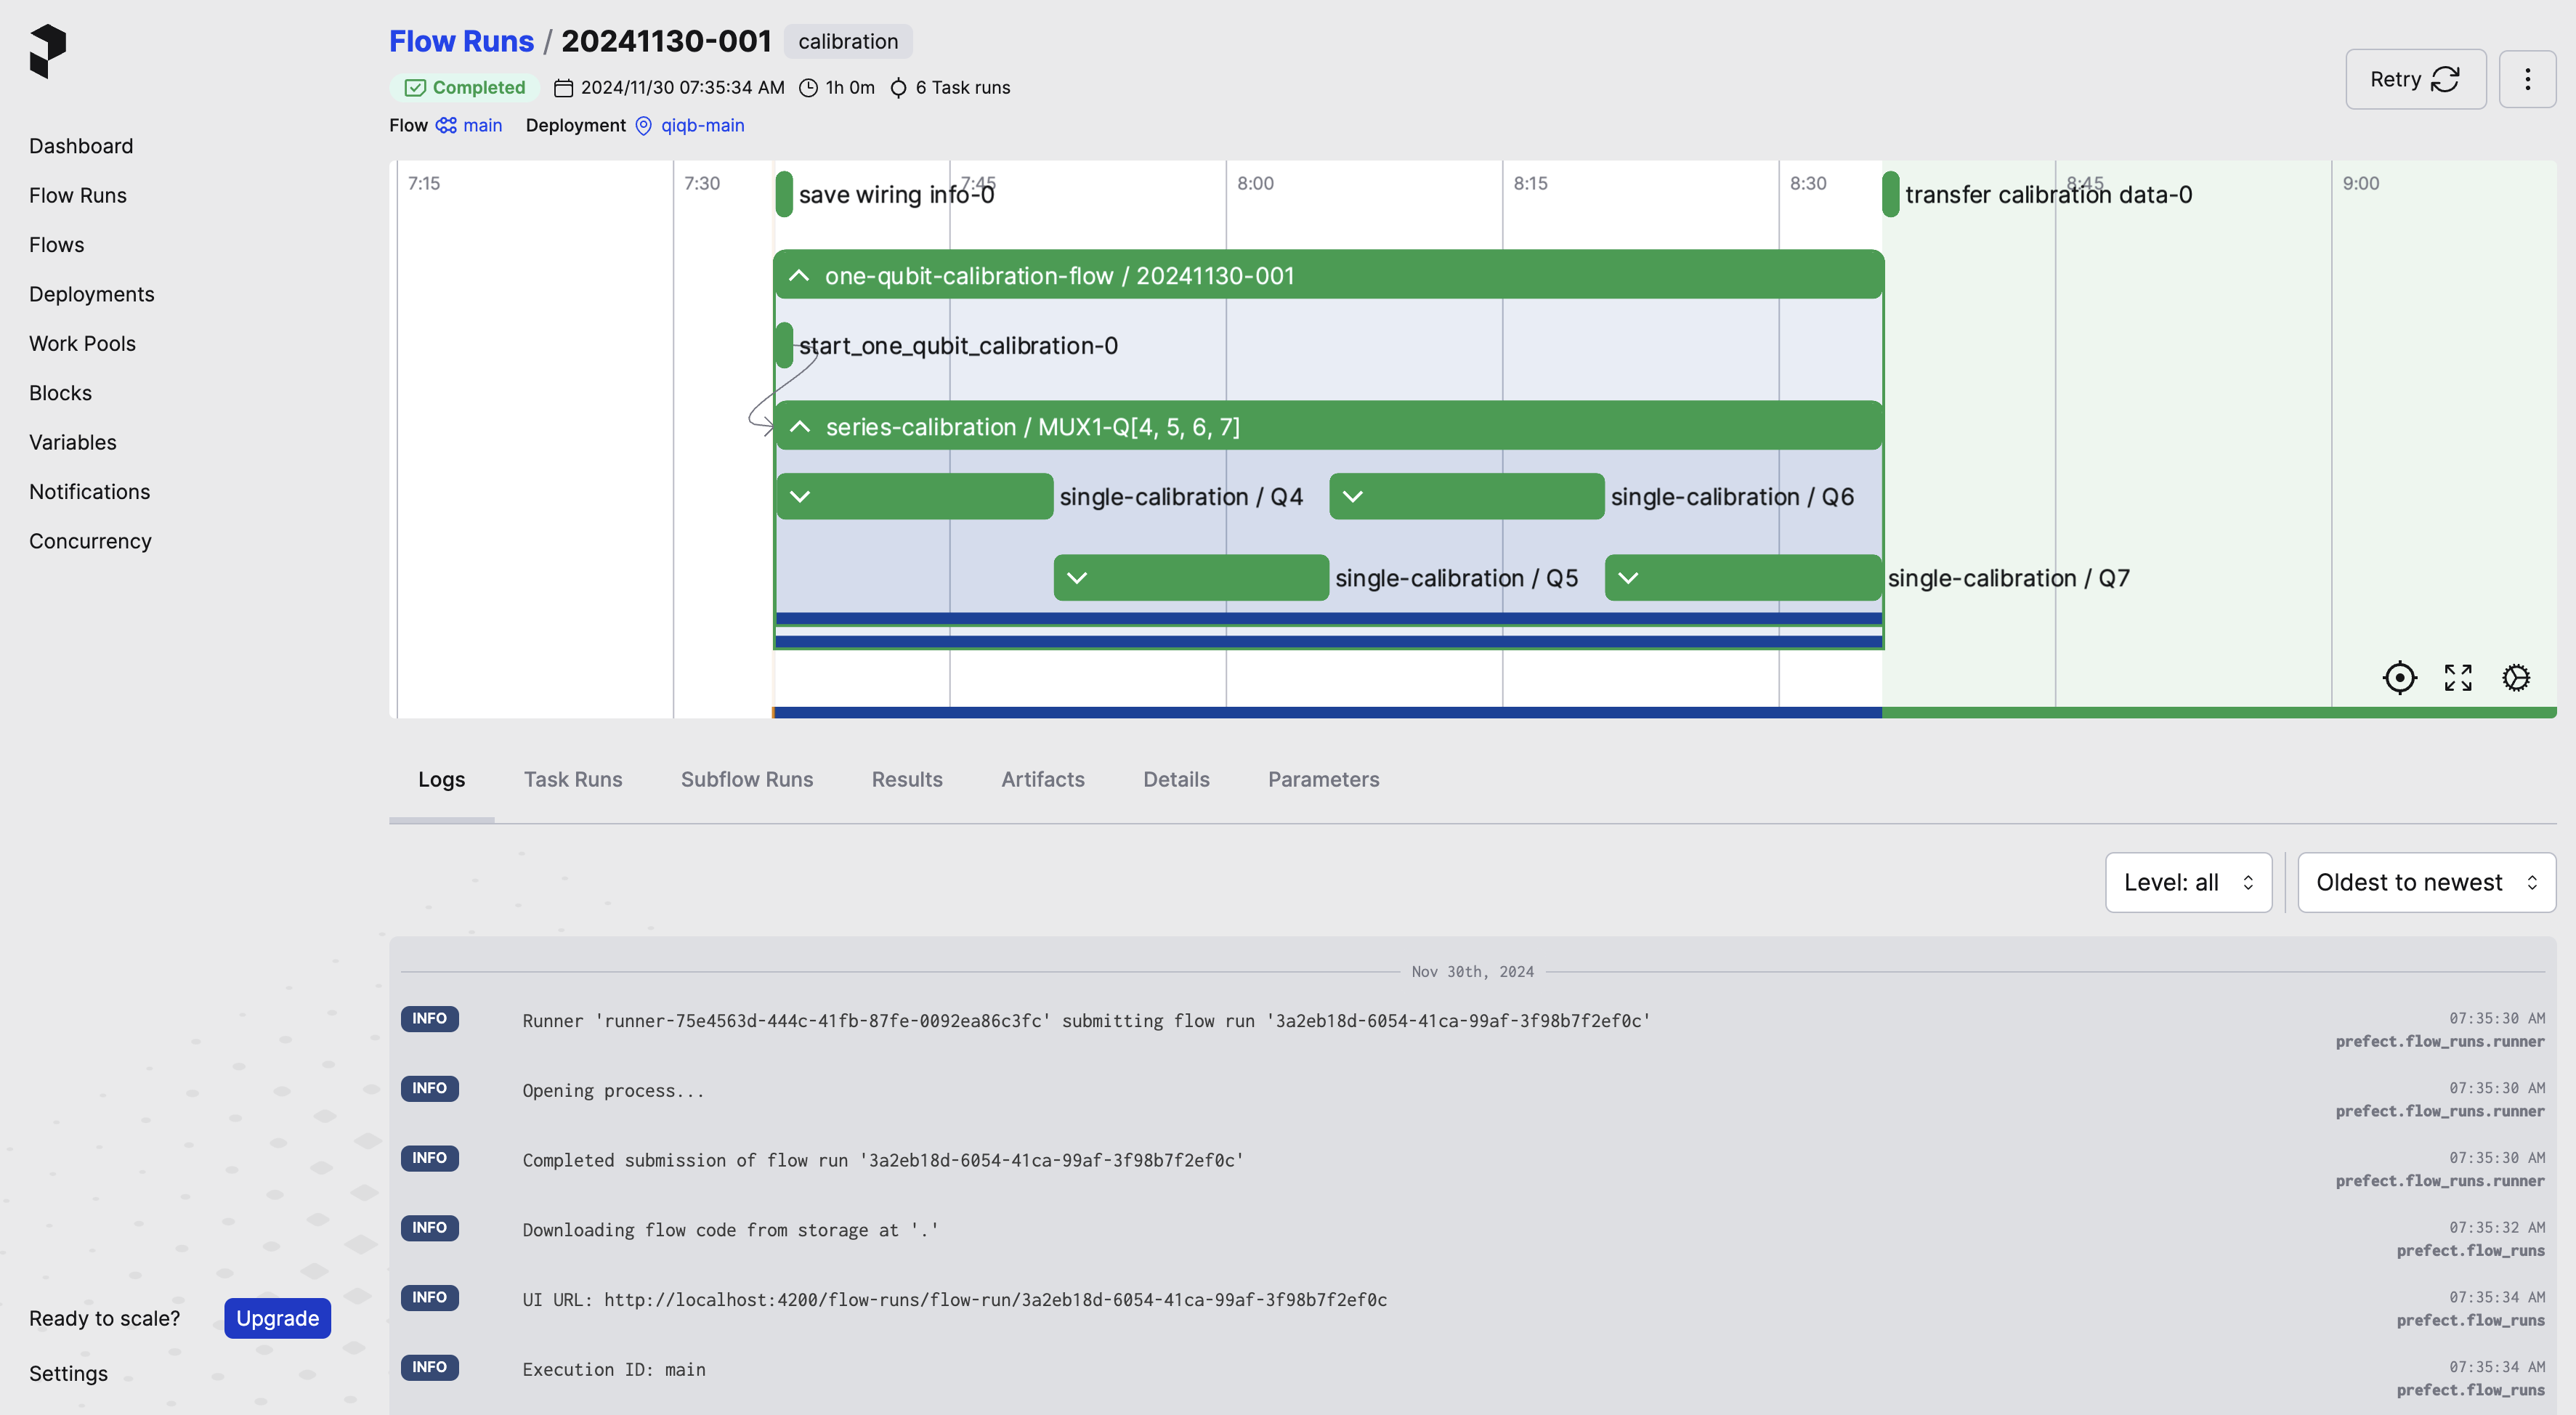 Flow Runs / 20241130-001 calibration
Completed 2024/11/30 07:35:34 AM 1h 0m 6 Task runs
Flow main Deployment qiqb-main
Retry
Dashboard
Flow Runs
Flows
Deployments
Work Pools
Blocks
Variables
Notifications
Concurrency
Ready to scale? Upgrade
Settings
7:15 7:30 7:45 8:00 8:15 8:30 8:45 9:00
save wiring info-0 transfer calibration data-0
one-qubit-calibration-flow / 20241130-001
start_one_qubit_calibration-0
series-calibration / MUX1-Q[4, 5, 6, 7]
single-calibration / Q4 single-calibration / Q6
single-calibration / Q5 single-calibration / Q7
Logs Task Runs Subflow Runs Results Artifacts Details Parameters
Level: all Oldest to newest
Nov 30th, 2024
INFO Runner 'runner-75e4563d-444c-41fb-87fe-0092ea86c3fc' submitting flow run '3a2eb18d-6054-41ca-99af-3f98b7f2ef0c' 07:35:30 AM
prefect.flow_runs.runner
INFO Opening process... 07:35:30 AM
prefect.flow_runs.runner
INFO Completed submission of flow run '3a2eb18d-6054-41ca-99af-3f98b7f2ef0c' 07:35:30 AM
prefect.flow_runs.runner
INFO Downloading flow code from storage at '.' 07:35:32 AM
prefect.flow_runs
INFO UI URL: http://localhost:4200/flow-runs/flow-run/3a2eb18d-6054-41ca-99af-3f98b7f2ef0c 07:35:34 AM
prefect.flow_runs
INFO Execution ID: main 07:35:34 AM
prefect.flow_runs